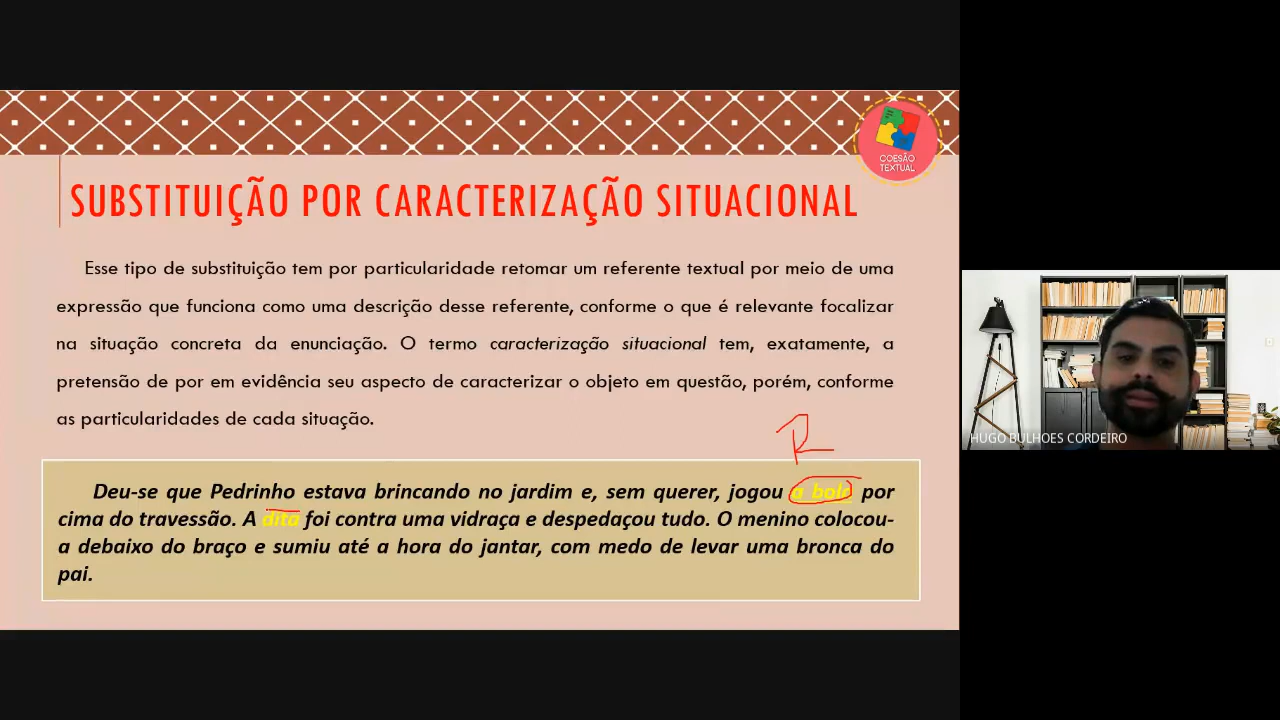 COESÃO
TEXTUAL
SUBSTITUIÇÃO POR CARACTERIZAÇÃO SITUACIONAL
Esse tipo de substituição tem por particularidade retomar um referente textual por meio de uma
expressão que funciona como uma descrição desse referente, conforme o que é relevante focalizar
na situação concreta da enunciação. O termo caracterização situacional tem, exatamente, a
pretensão de por em evidência seu aspecto de caracterizar o objeto em questão, porém, conforme
as particularidades de cada situação.
R
Deu-se que Pedrinho estava brincando no jardim e, sem querer, jogou a bola por
cima do travessão. A dita foi contra uma vidraça e despedaçou tudo. O menino colocou-
a debaixo do braço e sumiu até a hora do jantar, com medo de levar uma bronca do
pai.
HUGO BULHOES CORDEIRO